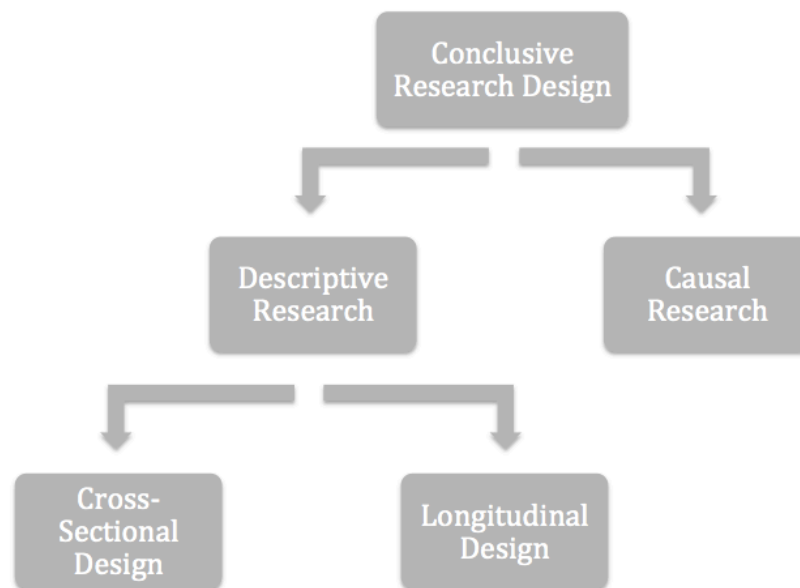 Conclusive
Research Design
Descriptive
Research
Causal
Research
Cross-
Sectional
Design
Longitudinal
Design